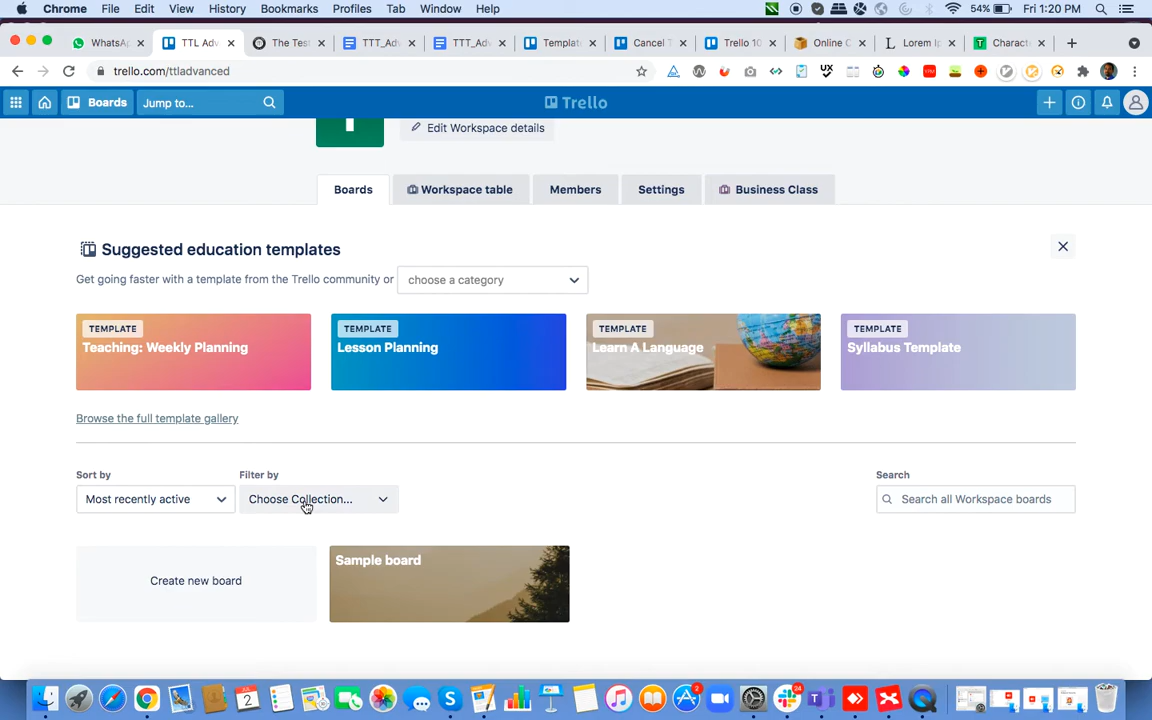 Chrome File Edit View History Bookmarks Profiles Tab Window Help 54% Fri 1:20 PM
WhatsA TTL Adv The Test TTT_Adv TTT_Adv Templat Cancel T Trello 10 Online C Lorem Ip Charact
trello.com/ttladvanced
Boards Jump to... Trello
T
Edit Workspace details
Boards Workspace table Members Settings Business Class
Suggested education templates
Get going faster with a template from the Trello community or choose a category
TEMPLATE TEMPLATE TEMPLATE TEMPLATE
Teaching: Weekly Planning Lesson Planning Learn A Language Syllabus Template
Browse the full template gallery
Sort by Filter by Search
Most recently active Choose Collection... Search all Workspace boards
Create new board Sample board